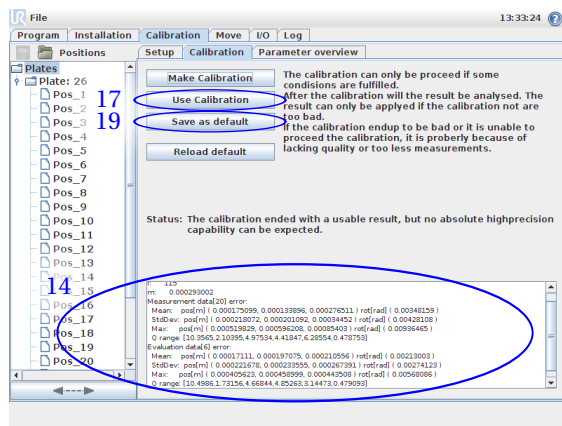 UR File 13:33:24 ?
Program Installation Calibration Move I/O Log
Positions
Setup Calibration Parameter overview
Plates
Plate: 26
Pos_1
Pos_2
Pos_3
Pos_4
Pos_5
Pos_6
Pos_7
Pos_8
Pos_9
Pos_10
Pos_11
Pos_12
Pos_13
Pos_14
Pos_15
Pos_16
Pos_17
Pos_18
Pos_19
Pos_20
17
19
14
Make Calibration
Use Calibration
Save as default
Reload default
The calibration can only be proceed if some
condisions are fulfilled.
After the calibration will the result be analysed. The
result can only be applyed if the calibration not are
too bad.
If the calibration endup to be bad or it is unable to
proceed the calibration, it is proberly because of
lacking quality or too less measurements.
Status: The calibration ended with a usable result, but no absolute highprecision
capability can be expected.
115
m: 0.000293002
Measurement data[20] error:
Mean: pos[m] ( 0.000175099, 0.000133896, 0.000276511 ) rot[rad] ( 0.00348159 )
StdDev: pos[m] ( 0.000218072, 0.000201092, 0.00034452 ) rot[rad] ( 0.00428108 )
Max: pos[m] ( 0.000519829, 0.000596208, 0.00085403 ) rot[rad] ( 0.00936465 )
Q range: [10.3565,2.10395,4.97534,4.41847,6.28554,0.478753]
Evaluation data[6] error:
Mean: pos[m] ( 0.00017111, 0.000197075, 0.000210556 ) rot[rad] ( 0.00213003 )
StdDev: pos[m] ( 0.000221678, 0.000233555, 0.000267391 ) rot[rad] ( 0.00274123 )
Max: pos[m] ( 0.000405623, 0.000458999, 0.000443508 ) rot[rad] ( 0.00568086 )
Q range: [10.4986,1.73156,4.66844,4.85263,3.14473,0.479093]